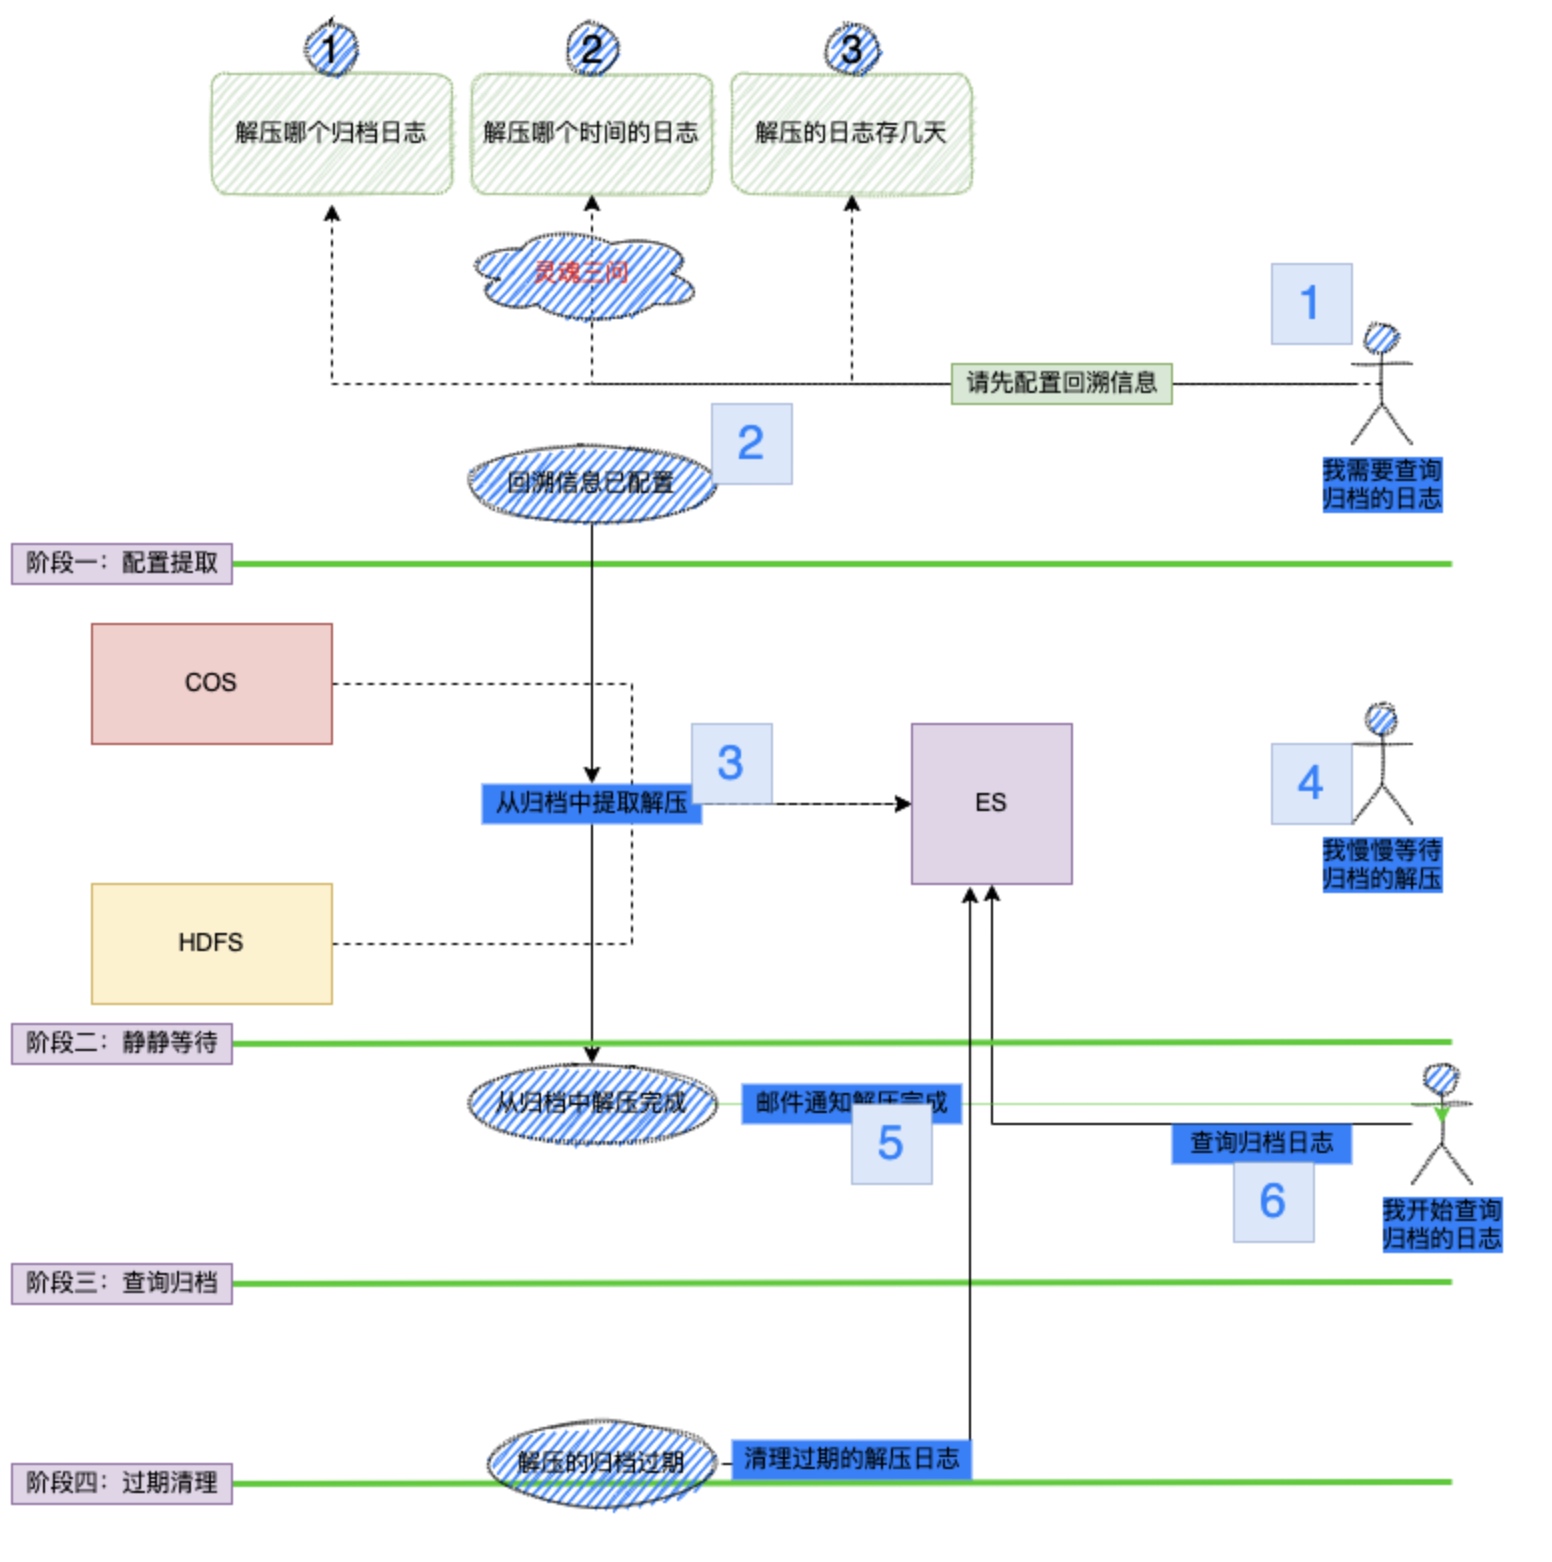 1
2
3
解压哪个归档日志
解压哪个时间的日志
解压的日志存几天
灵魂三问
1
请先配置回溯信息
2
回溯信息已配置
我需要查询
归档的日志
阶段一：配置提取
COS
3
从归档中提取解压
ES
4
我慢慢等待
归档的解压
HDFS
阶段二：静静等待
从归档中解压完成
邮件通知解压完成
5
查询归档日志
6
我开始查询
归档的日志
阶段三：查询归档
解压的归档过期
清理过期的解压日志
阶段四：过期清理